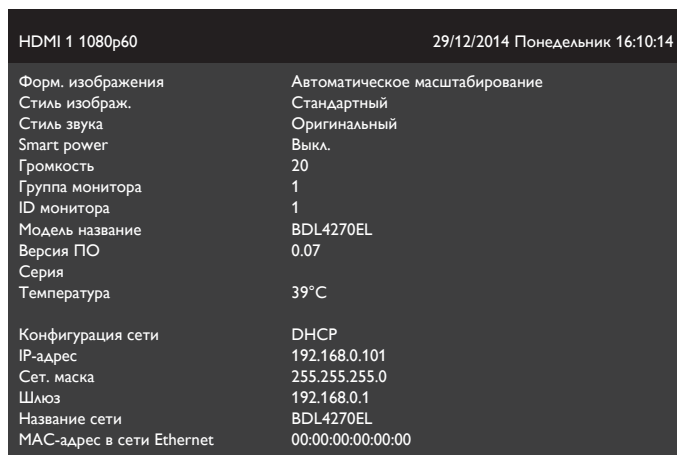 HDMI 1 1080p60 29/12/2014 Понедельник 16:10:14
Форм. изображения Автоматическое масштабирование
Стиль изображ. Стандартный
Стиль звука Оригинальный
Smart power Выкл.
Громкость 20
Группа монитора 1
ID монитора 1
Модель название BDL4270EL
Версия ПО 0.07
Серия
Температура 39°C
Конфигурация сети DHCP
IP-адрес 192.168.0.101
Сет. маска 255.255.255.0
Шлюз 192.168.0.1
Название сети BDL4270EL
MAC-адрес в сети Ethernet 00:00:00:00:00:00